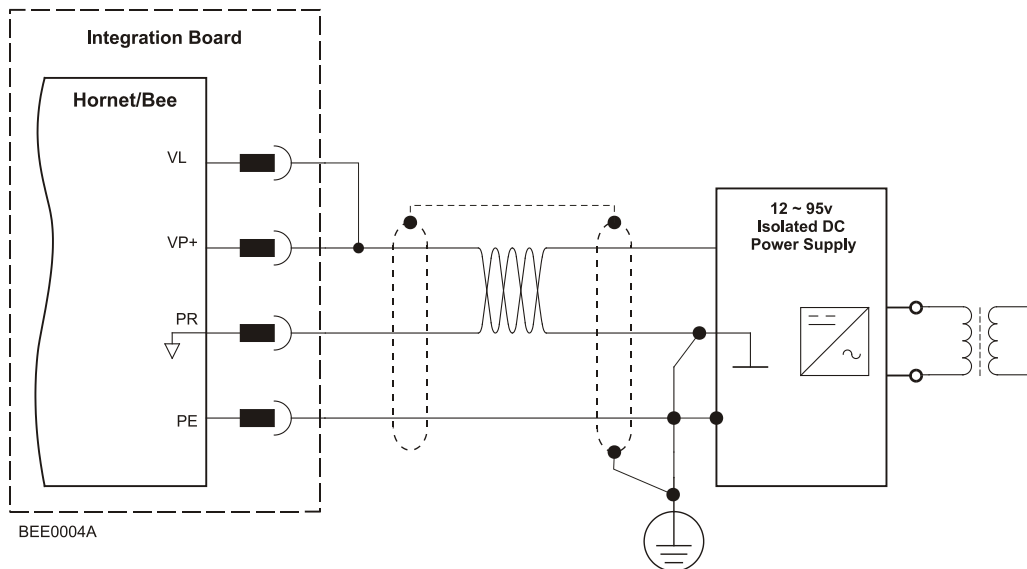 Integration Board
Hornet/Bee
VL
VP+
PR
PE
12 ~ 95v
Isolated DC
Power Supply
BEE0004A